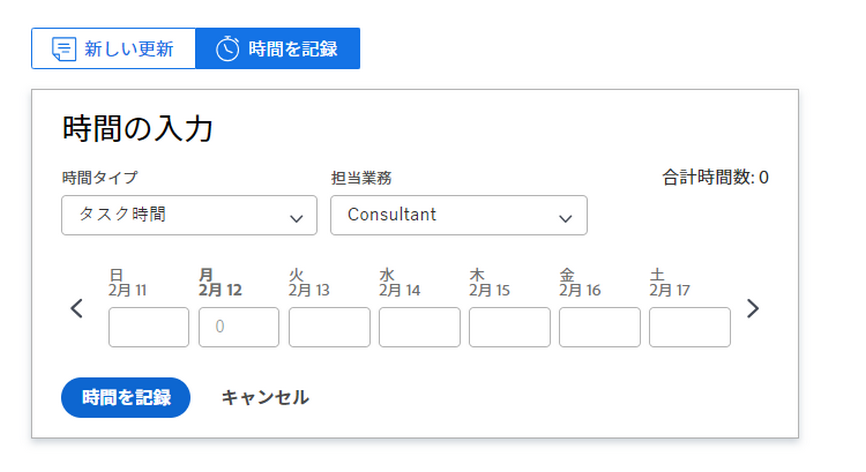 新しい更新 時間を記録
時間の入力
時間タイプ 担当業務 合計時間数: 0
タスク時間 Consultant
日 月 火 水 木 金 土
2月 11 2月 12 2月 13 2月 14 2月 15 2月 16 2月 17
0
時間を記録 キャンセル